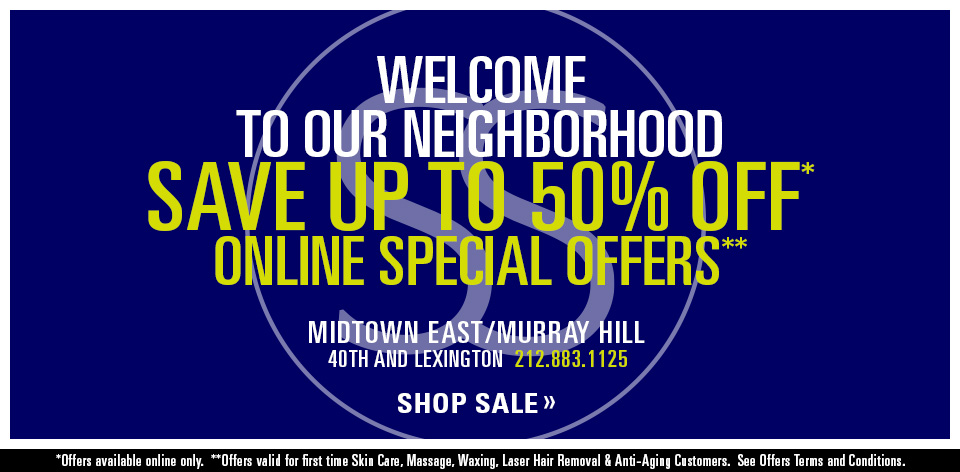 WELCOME
TO OUR NEIGHBORHOOD
SAVE UP TO 50% OFF*
ONLINE SPECIAL OFFERS**
MIDTOWN EAST/MURRAY HILL
40TH AND LEXINGTON 212.883.1125
SHOP SALE »
*Offers available online only. **Offers valid for first time Skin Care, Massage, Waxing, Laser Hair Removal & Anti-Aging Customers. See Offers Terms and Conditions.